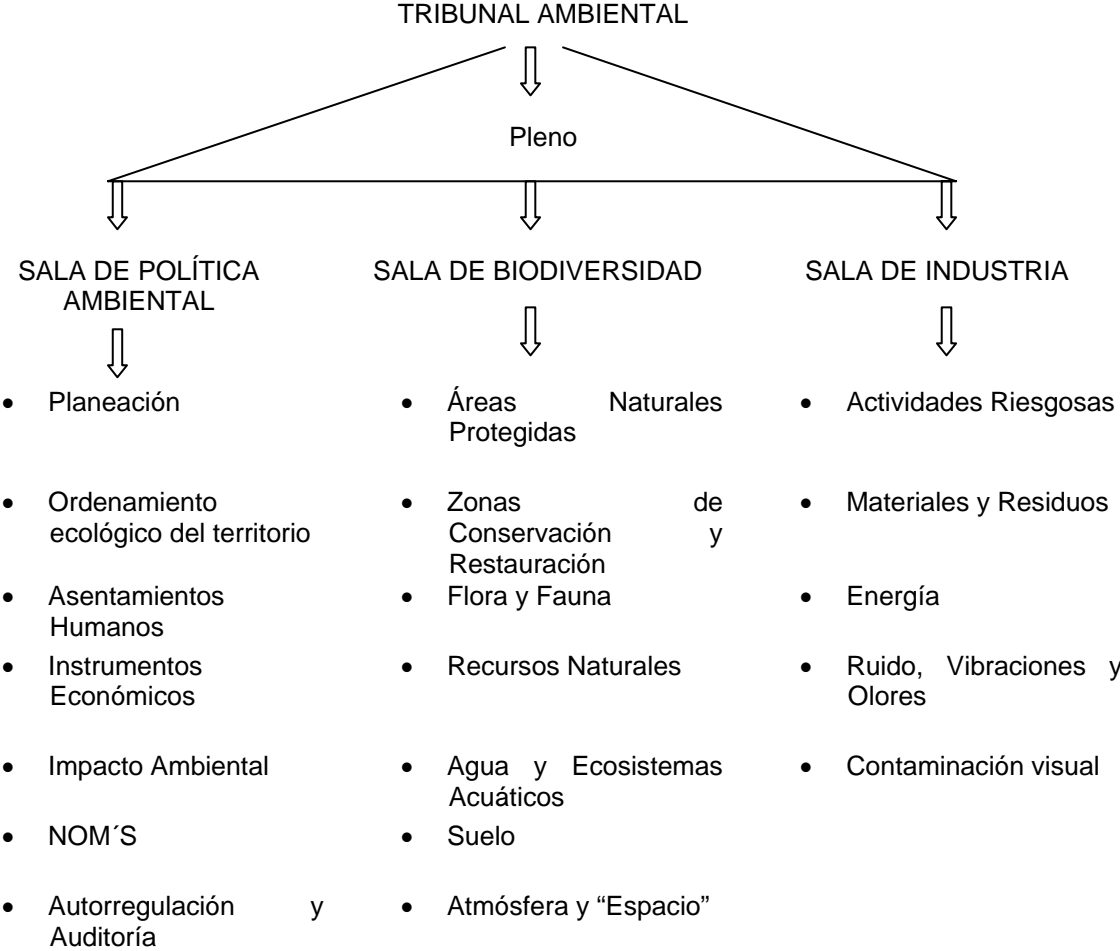 TRIBUNAL AMBIENTAL
Pleno
SALA DE POLÍTICA
AMBIENTAL
SALA DE BIODIVERSIDAD
SALA DE INDUSTRIA
• Planeación
• Ordenamiento
ecológico del territorio
• Asentamientos
Humanos
• Instrumentos
Económicos
• Impacto Ambiental
• NOM´S
• Autorregulación y
Auditoría
• Áreas Naturales
Protegidas
• Zonas de
Conservación y
Restauración
• Flora y Fauna
• Recursos Naturales
• Agua y Ecosistemas
Acuáticos
• Suelo
• Atmósfera y “Espacio”
• Actividades Riesgosas
• Materiales y Residuos
• Energía
• Ruido, Vibraciones y
Olores
• Contaminación visual